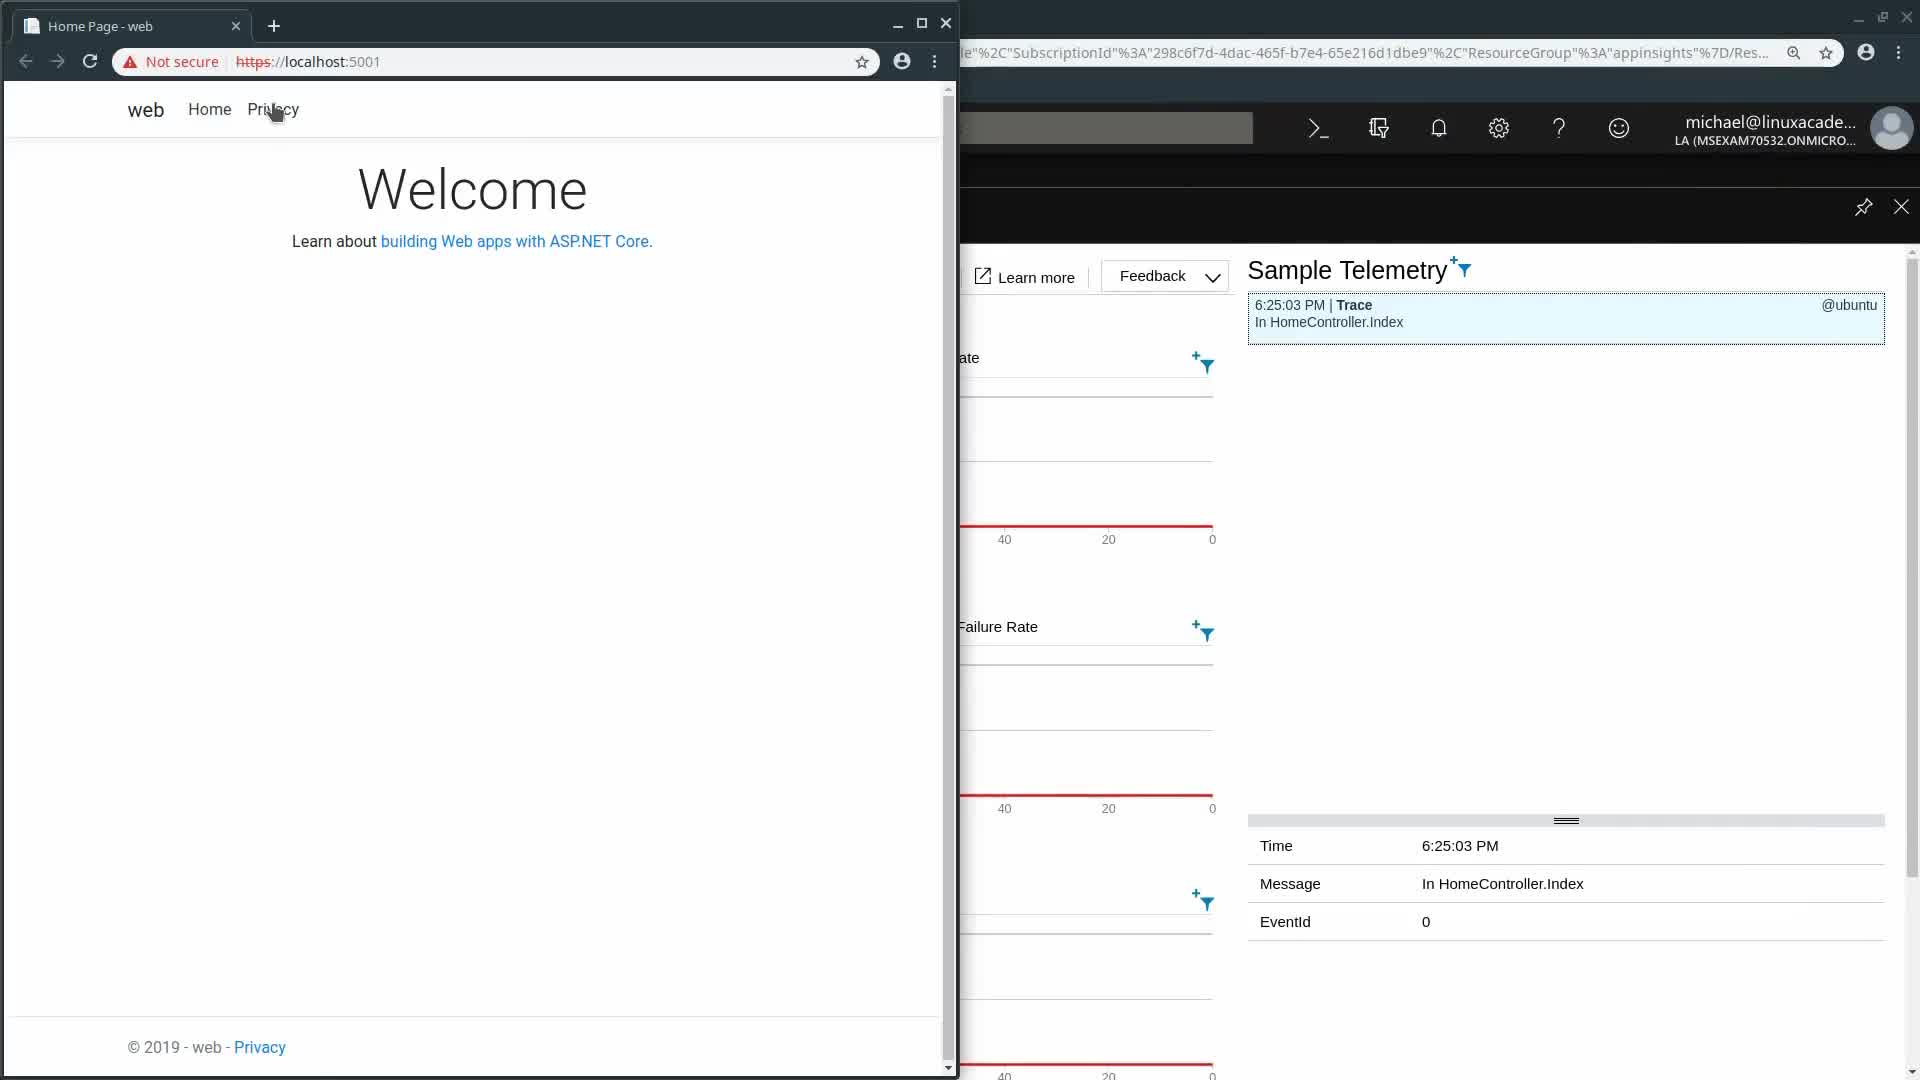 Home Page - web
Not secure
https://localhost:5001
web
Home
Privacy
Welcome
Learn about building Web apps with ASP.NET Core.
© 2019 - web - Privacy
le"%2C"SubscriptionId"%3A"298c6f7d-4dac-465f-b7e4-65e216d1dbe9"%2C"ResourceGroup"%3A"appinsights"%7D/Res...
michael@linuxacade...
LA (MSEXAM70532.ONMICRO...
Learn more
Feedback
ate
40 20 0
Failure Rate
40 20 0
40 20 0
Sample Telemetry
6:25:03 PM | Trace @ubuntu
In HomeController.Index
Time 6:25:03 PM
Message In HomeController.Index
EventId 0